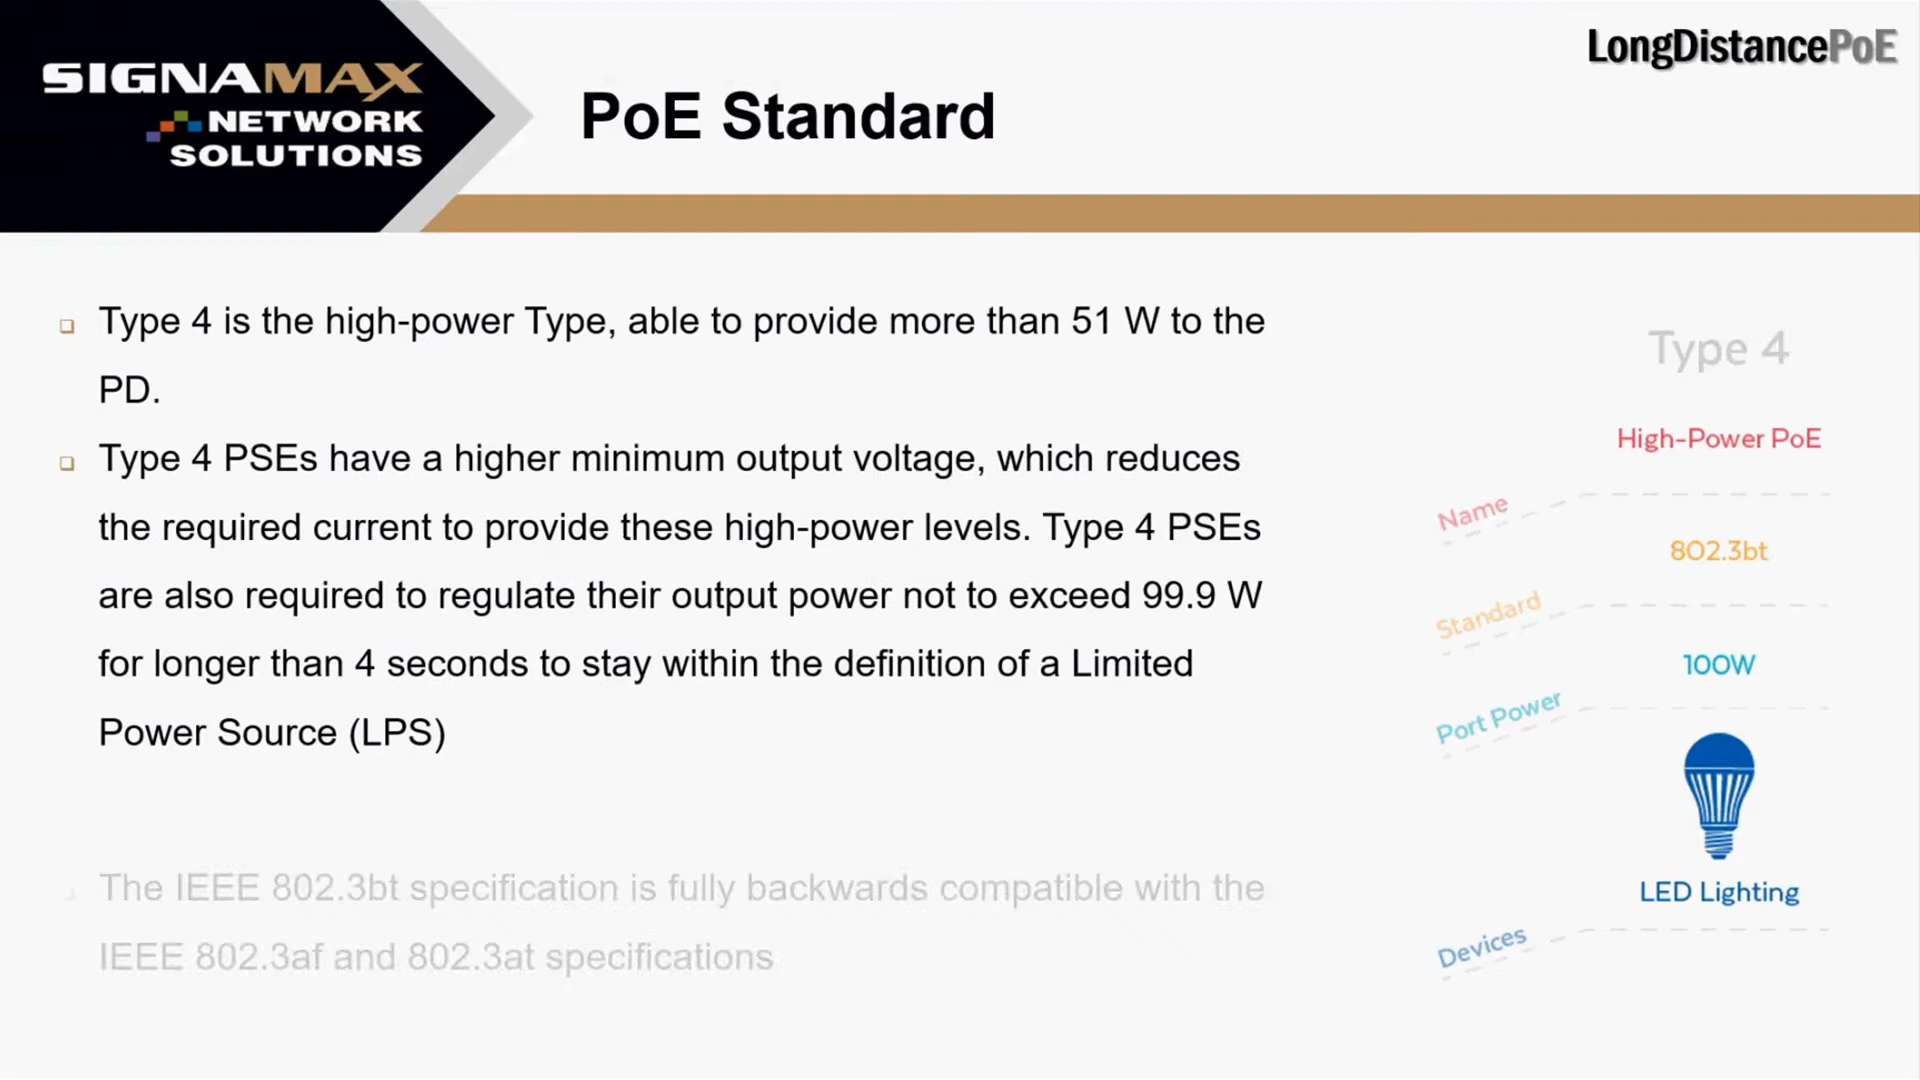 SIGNAMAX
NETWORK
SOLUTIONS
LongDistancePoE
PoE Standard
Type 4 is the high-power Type, able to provide more than 51 W to the
PD.
Type 4 PSEs have a higher minimum output voltage, which reduces
the required current to provide these high-power levels. Type 4 PSEs
are also required to regulate their output power not to exceed 99.9 W
for longer than 4 seconds to stay within the definition of a Limited
Power Source (LPS)
The IEEE 802.3bt specification is fully backwards compatible with the
IEEE 802.3af and 802.3at specifications
Type 4
High-Power PoE
Name
802.3bt
Standard
100W
Port Power
LED Lighting
Devices